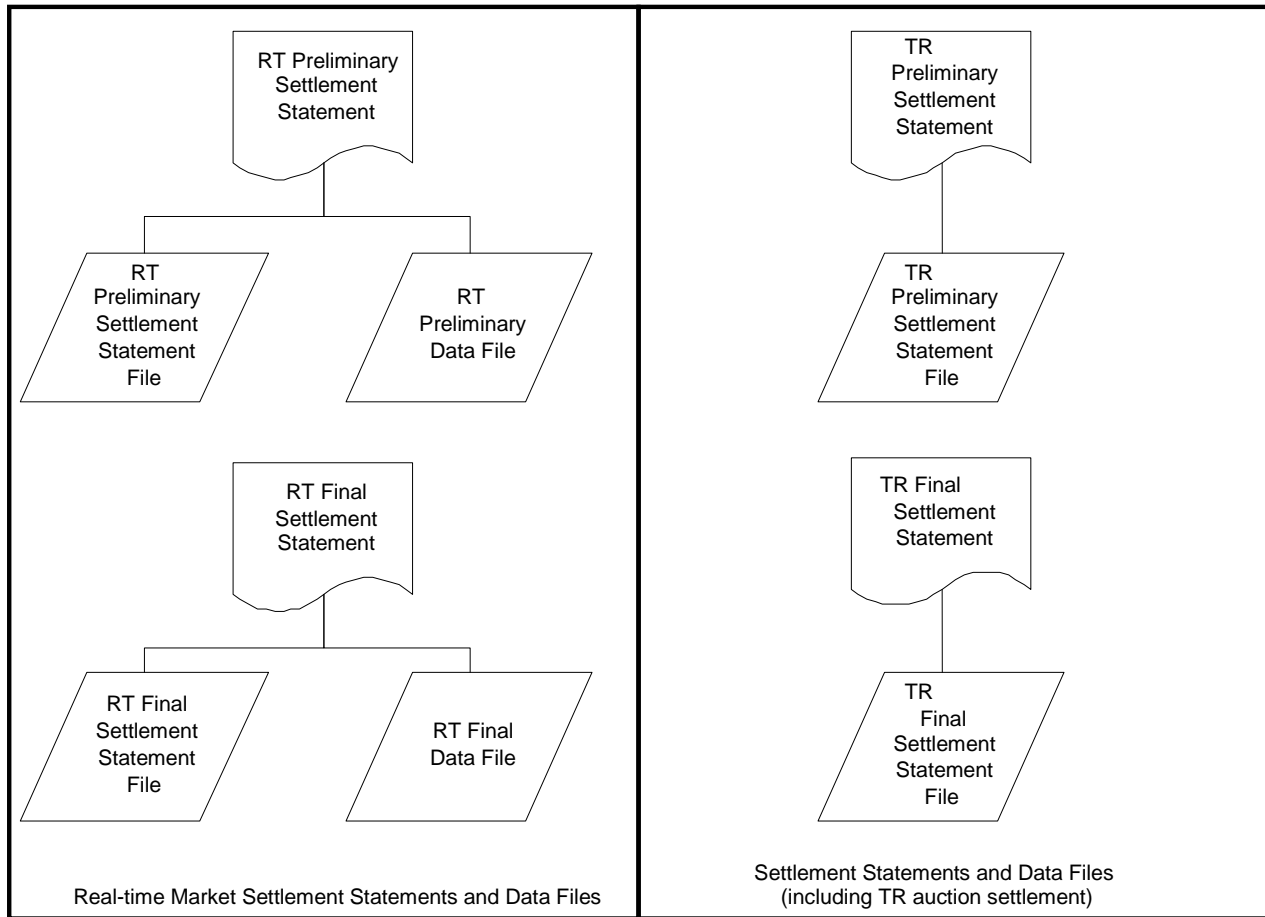 RT Preliminary
Settlement
Statement
RT
Preliminary
Settlement
Statement
File
RT
Preliminary
Data File
RT Final
Settlement
Statement
RT Final
Settlement
Statement
File
RT Final
Data File
Real-time Market Settlement Statements and Data Files
TR
Preliminary
Settlement
Statement
TR
Preliminary
Settlement
Statement
File
TR Final
Settlement
Statement
TR
Final
Settlement
Statement
File
Settlement Statements and Data Files
(including TR auction settlement)